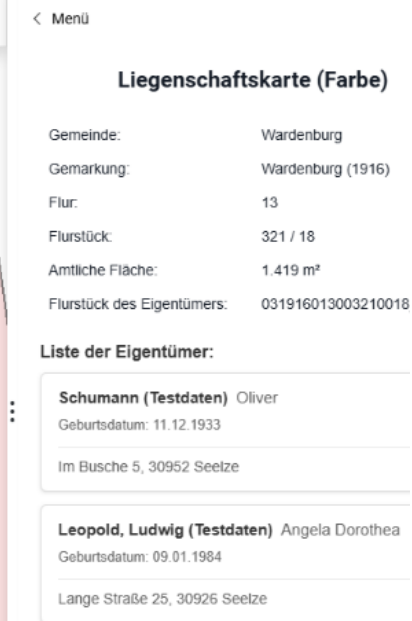 < Menü
Liegenschaftskarte (Farbe)
Gemeinde: Wardenburg
Gemarkung: Wardenburg (1916)
Flur: 13
Flurstück: 321 / 18
Amtliche Fläche: 1.419 m²
Flurstück des Eigentümers: 031916013003210018
Liste der Eigentümer:
Schumann (Testdaten) Oliver
Geburtsdatum: 11.12.1933
Im Busche 5, 30952 Seelze
Leopold, Ludwig (Testdaten) Angela Dorothea
Geburtsdatum: 09.01.1984
Lange Straße 25, 30926 Seelze